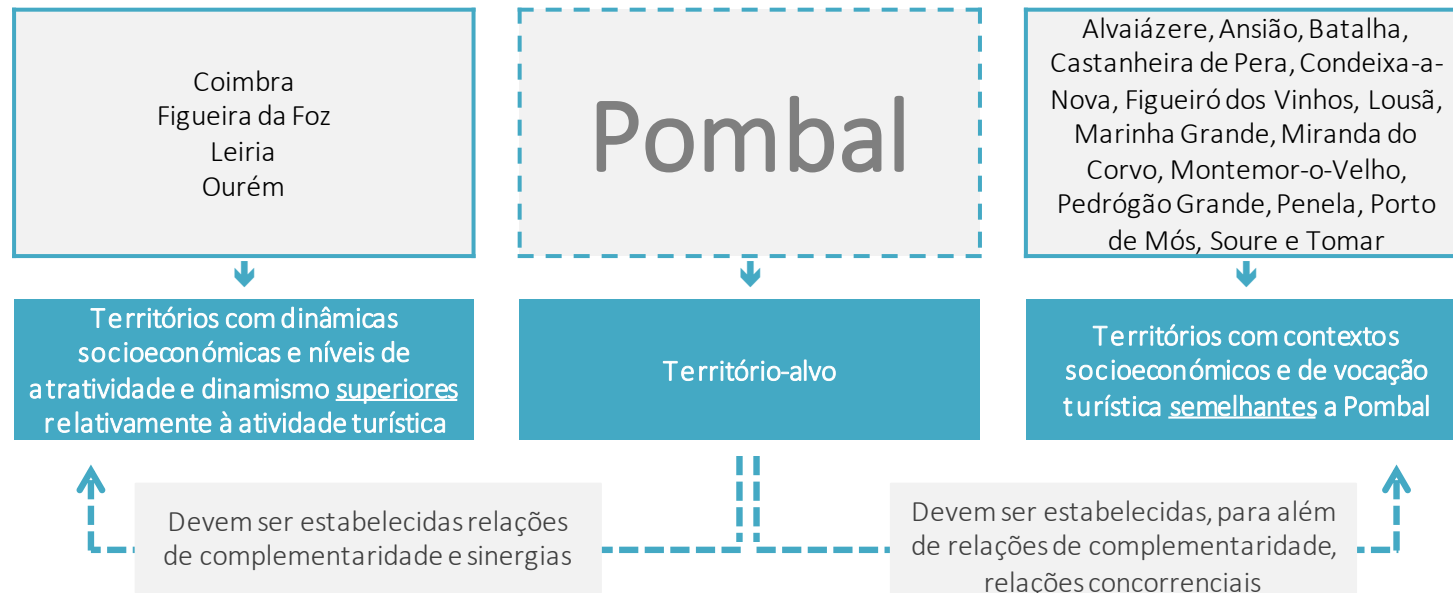 Coimbra
Figueira da Foz
Leiria
Ourém
Pombal
Alvaiázere, Ansião, Batalha,
Castanheira de Pera, Condeixa-a-
Nova, Figueiró dos Vinhos, Lousã,
Marinha Grande, Miranda do
Corvo, Montemor-o-Velho,
Pedrógão Grande, Penela, Porto
de Mós, Soure e Tomar
Territórios com dinâmicas
socioeconómicas e níveis de
atratividade e dinamismo superiores
relativamente à atividade turística
Território-alvo
Territórios com contextos
socioeconómicos e de vocação
turística semelhantes a Pombal
Devem ser estabelecidas relações
de complementaridade e sinergias
Devem ser estabelecidas, para além
de relações de complementaridade,
relações concorrenciais